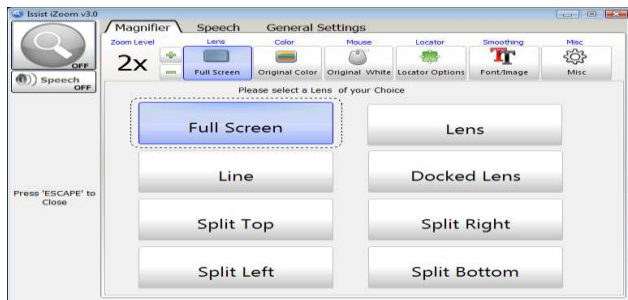 Issist iZoom v3.0
Magnifier Speech General Settings
Zoom Level Lens Color Mouse Locator Smoothing Misc
OFF
2x
Full Screen Original Color Original White Locator Options Font/Image Misc
Speech
OFF
Please select a Lens of your Choice
Full Screen Lens
Line Docked Lens
Press 'ESCAPE' to
Close
Split Top Split Right
Split Left Split Bottom